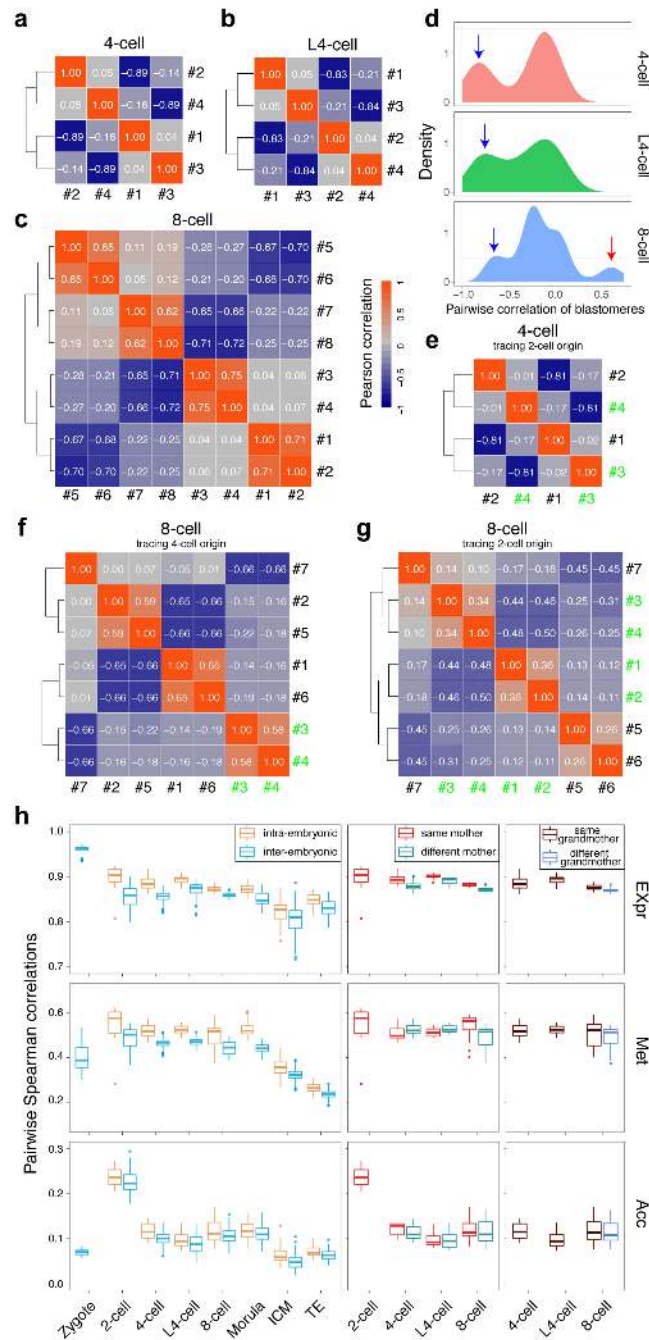 a
4-cell
1.00 0.05 −0.89 −0.14 #2
0.05 1.00 −0.16 −0.89 #4
−0.89 −0.16 1.00 0.04 #1
−0.14 −0.89 0.04 1.00 #3
#2 #4 #1 #3
b
L4-cell
1.00 0.05 −0.83 −0.21 #1
0.05 1.00 −0.21 −0.84 #3
−0.83 −0.21 1.00 0.04 #2
−0.21 −0.84 0.04 1.00 #4
#1 #3 #2 #4
c
8-cell
1.00 0.65 0.11 0.19 −0.28 −0.27 −0.67 −0.70 #5
0.65 1.00 0.05 0.12 −0.21 −0.20 −0.68 −0.70 #6
0.11 0.05 1.00 0.62 −0.65 −0.66 −0.22 −0.22 #7
0.19 0.12 0.62 1.00 −0.71 −0.72 −0.25 −0.25 #8
−0.28 −0.21 −0.65 −0.71 1.00 0.75 0.04 0.06 #3
−0.27 −0.20 −0.66 −0.72 0.75 1.00 0.04 0.07 #4
−0.67 −0.68 −0.22 −0.25 0.04 0.04 1.00 0.71 #1
−0.70 −0.70 −0.22 −0.25 0.06 0.07 0.71 1.00 #2
#5 #6 #7 #8 #3 #4 #1 #2
Pearson correlation
1
0
−1
d
Density
4-cell
L4-cell
8-cell
−1.0 −0.5 0.0 0.5
Pairwise correlation of blastomeres
e
4-cell
tracing 2-cell origin
1.00 −0.01 −0.81 −0.17 #2
−0.01 1.00 −0.17 −0.81 #4
−0.81 −0.17 1.00 −0.02 #1
−0.17 −0.81 −0.02 1.00 #3
#2 #4 #1 #3
f
8-cell
tracing 4-cell origin
1.00 0.00 0.07 −0.05 0.01 −0.66 −0.66 #7
0.00 1.00 0.59 −0.65 −0.66 −0.15 −0.16 #2
0.07 0.59 1.00 −0.66 −0.66 −0.22 −0.18 #5
−0.05 −0.65 −0.66 1.00 0.65 −0.14 −0.16 #1
0.01 −0.66 −0.66 0.65 1.00 −0.19 −0.18 #6
−0.66 −0.15 −0.22 −0.14 −0.19 1.00 0.58 #3
−0.66 −0.16 −0.18 −0.16 −0.18 0.58 1.00 #4
#7 #2 #5 #1 #6 #3 #4
g
8-cell
tracing 2-cell origin
1.00 0.14 0.10 −0.17 −0.18 −0.45 −0.45 #7
0.14 1.00 0.34 −0.44 −0.46 −0.25 −0.31 #3
0.10 0.34 1.00 −0.48 −0.50 −0.26 −0.25 #4
−0.17 −0.44 −0.48 1.00 0.36 −0.13 −0.12 #1
−0.18 −0.46 −0.50 0.36 1.00 −0.14 −0.11 #2
−0.45 −0.25 −0.26 −0.13 −0.14 1.00 0.26 #5
−0.45 −0.31 −0.25 −0.12 −0.11 0.26 1.00 #6
#7 #3 #4 #1 #2 #5 #6
h
Pairwise Spearman correlations
intra-embryonic
inter-embryonic
same mother
different mother
same grandmother
different grandmother
1.0
0.9
0.8
0.7
EXpr
0.6
0.4
0.2
Met
0.3
0.2
0.1
0.0
Acc
Zygote 2-cell 4-cell L4-cell 8-cell Morula ICM TE
2-cell 4-cell L4-cell 8-cell
4-cell L4-cell 8-cell